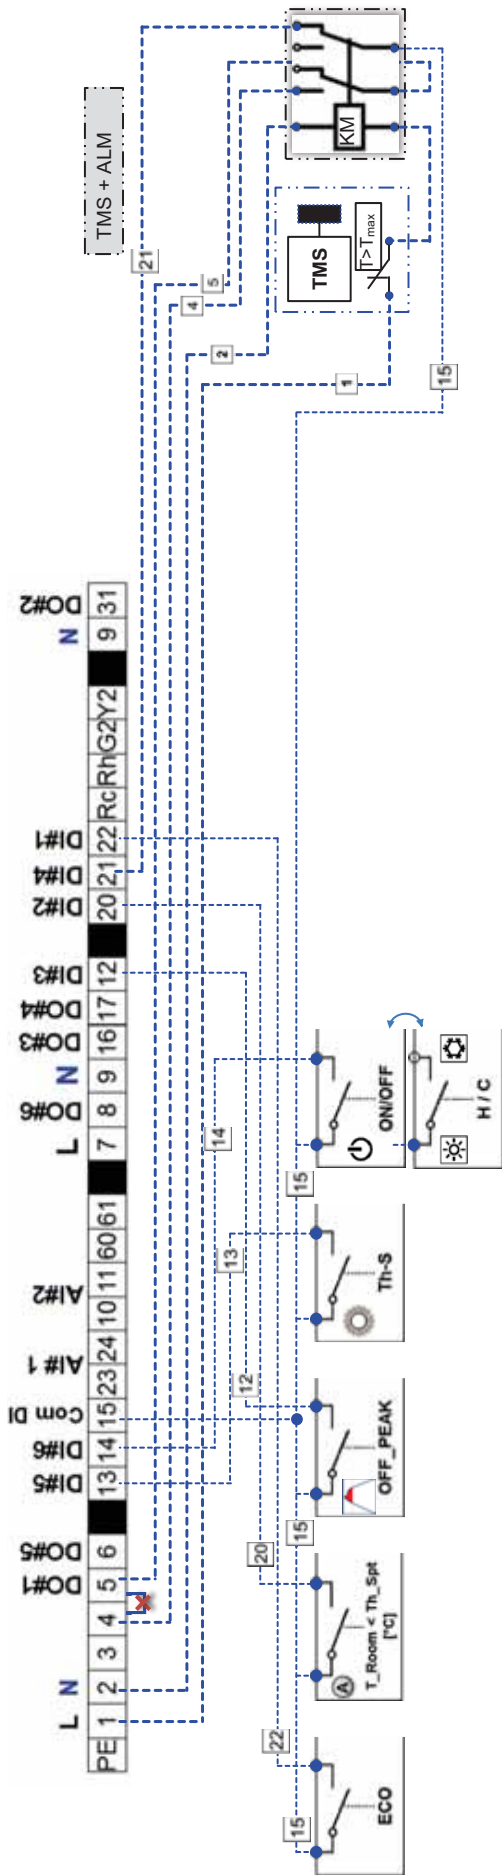 TMS + ALM
KM
TMS
T> Tmax
21
5
4
2
1
15
DO#2
N
DI#1
DI#4
DI#2
DI#3
DO#4
DO#3
N
DO#6
L
AI#2
AI# 1
Com DI
DI#6
DI#5
DO#5
DO#1
N
L
PE 1 2 3 4 5 6 13 14 15 23 24 10 11 60 61 7 8 9 16 17 12 20 21 22 Rc Rh G2 Y2 9 31
14
13
12
20
22
15
15
15
ECO
A
T_Room < Th_Spt
[°C]
OFF_PEAK
Th-S
ON/OFF
H / C